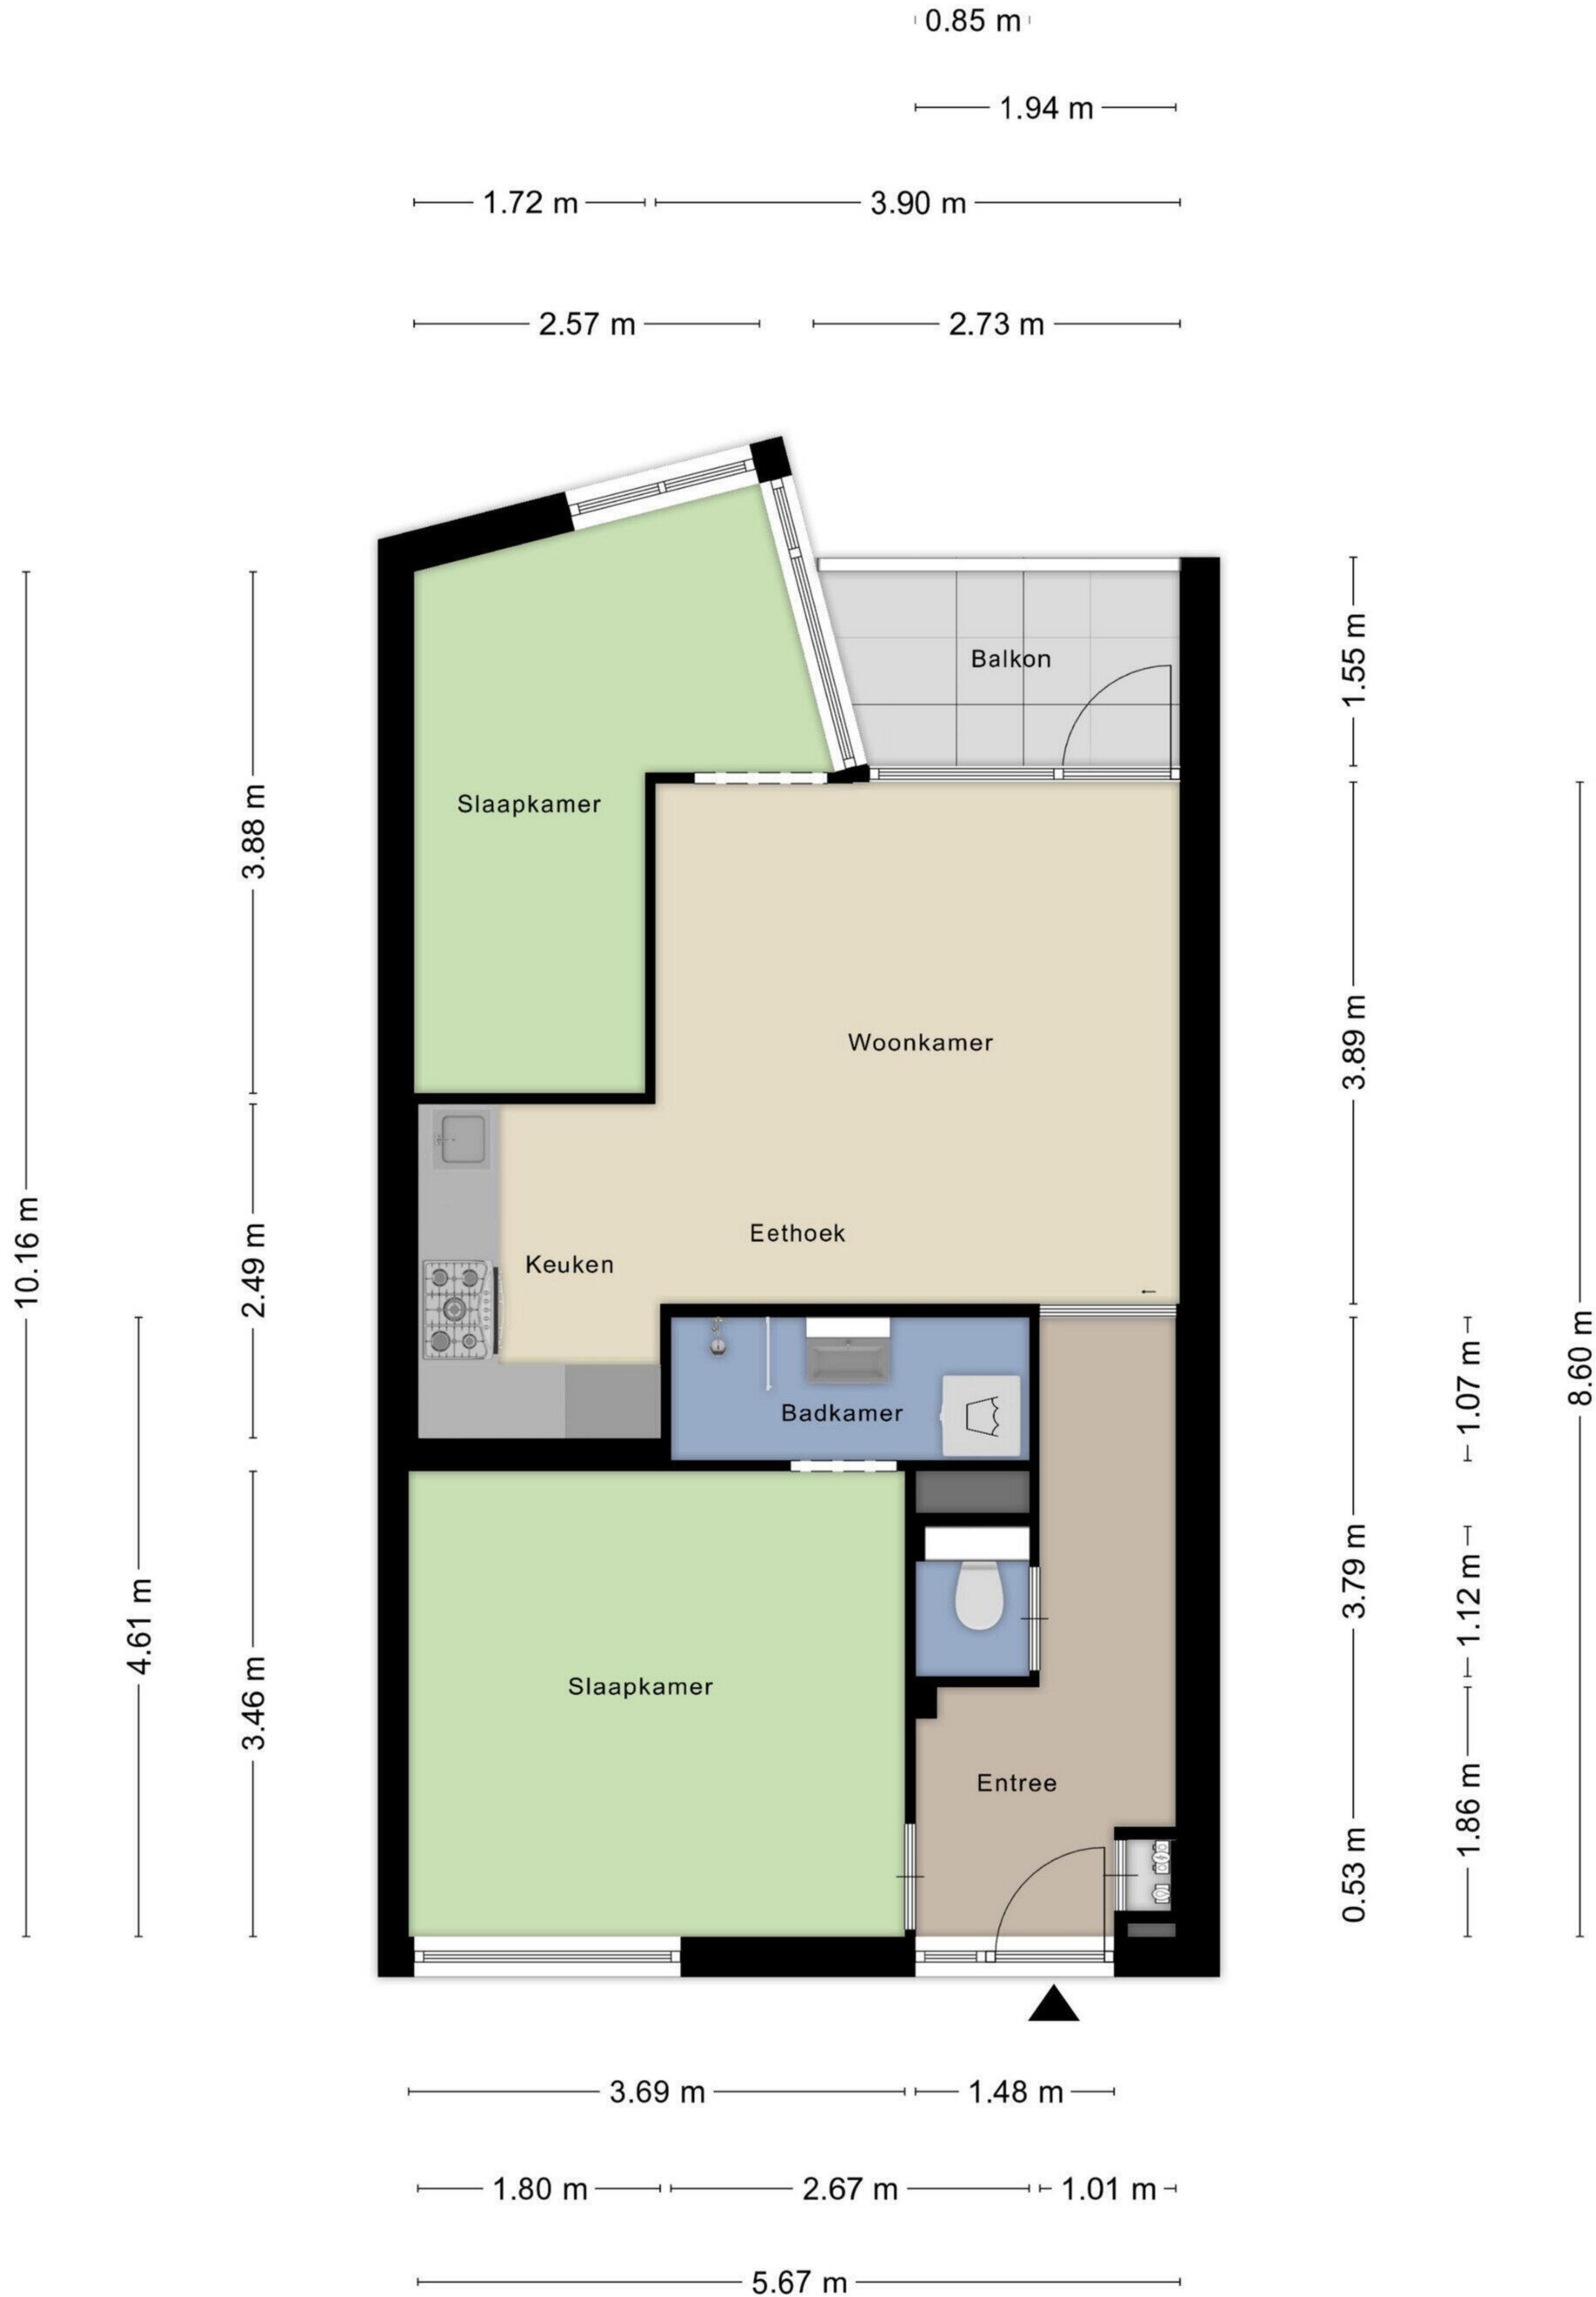 0.85 m
1.94 m
1.72 m
3.90 m
2.57 m
2.73 m
Balkon
1.55 m
Slaapkamer
3.88 m
Woonkamer
3.89 m
Eethoek
Keuken
2.49 m
10.16 m
8.60 m
1.07 m
Badkamer
4.61 m
3.79 m
1.12 m
Slaapkamer
3.46 m
Entree
1.86 m
0.53 m
3.69 m
1.48 m
1.80 m
2.67 m
1.01 m
5.67 m